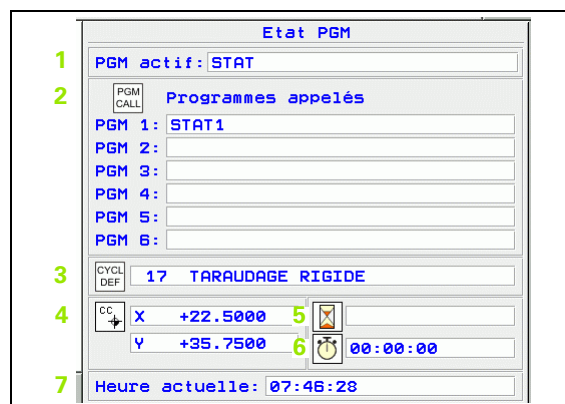 Etat PGM
1 PGM actif: STAT
2 PGM CALL Programmes appelés
PGM 1: STAT1
PGM 2:
PGM 3:
PGM 4:
PGM 5:
PGM 6:
3 CYCL DEF 17 TARAUDAGE RIGIDE
4 CC X +22.5000 5
Y +35.7500 6 00:00:00
7 Heure actuelle: 07:46:28